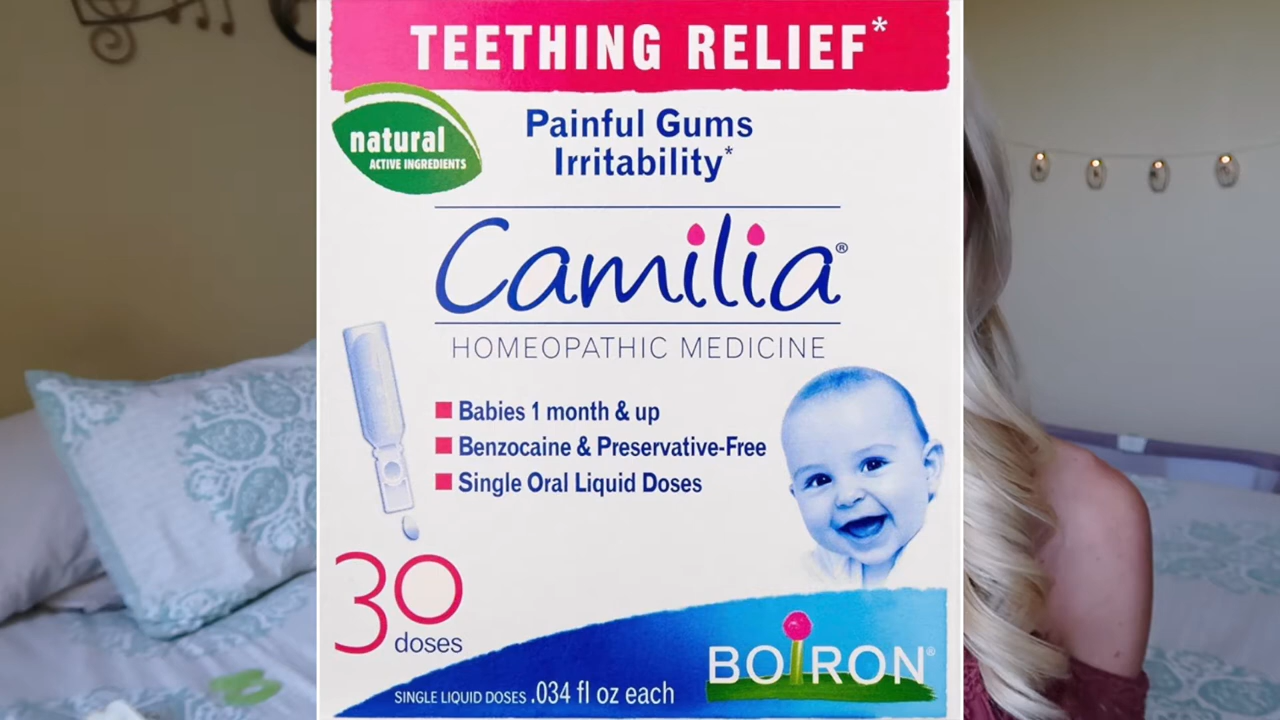 TEETHING RELIEF*
natural
ACTIVE INGREDIENTS
Painful Gums
Irritability*
Camilia®
HOMEOPATHIC MEDICINE
Babies 1 month & up
Benzocaine & Preservative-Free
Single Oral Liquid Doses
30
doses
BOIRON®
SINGLE LIQUID DOSES .034 fl oz each